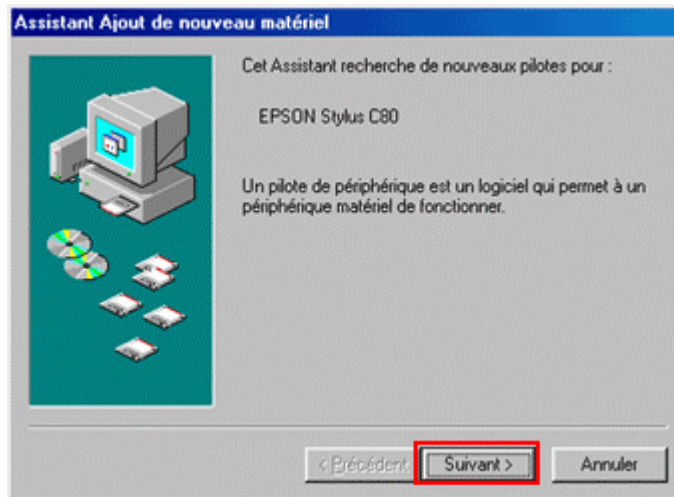 Assistant Ajout de nouveau matériel
Cet Assistant recherche de nouveaux pilotes pour :
EPSON Stylus C80
Un pilote de périphérique est un logiciel qui permet à un
périphérique matériel de fonctionner.
< Précédent
Suivant >
Annuler